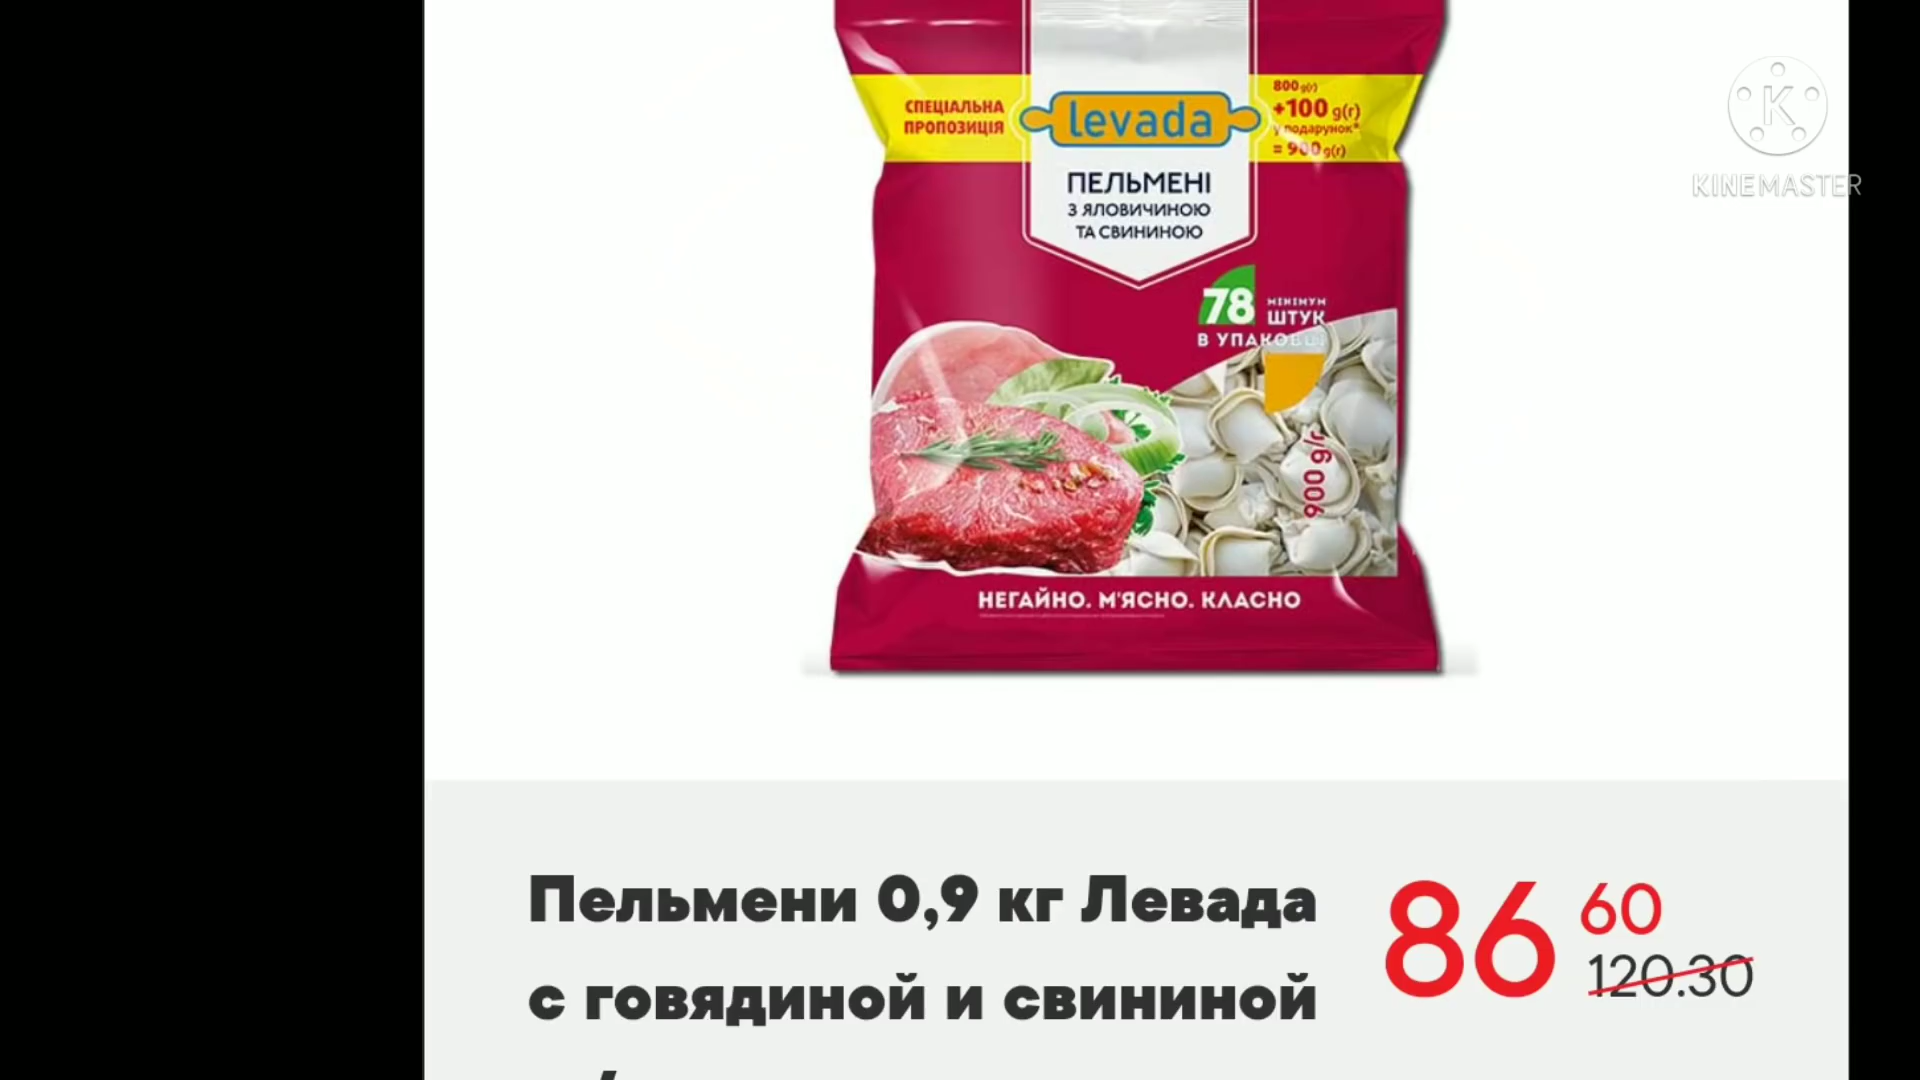 СПЕЦІАЛЬНА
ПРОПОЗИЦІЯ
levada
800 g(г)
+100 g(г)
у подарунок*
= 900 g(г)
ПЕЛЬМЕНІ
З ЯЛОВИЧИНОЮ
ТА СВИНИНОЮ
78
МІНІМУМ
ШТУК
В УПАКОВЦІ
900 g/г
НЕГАЙНО. М'ЯСНО. КЛАСНО
KINEMASTER
Пельмени 0,9 кг Левада
с говядиной и свининой
86 60
120.30